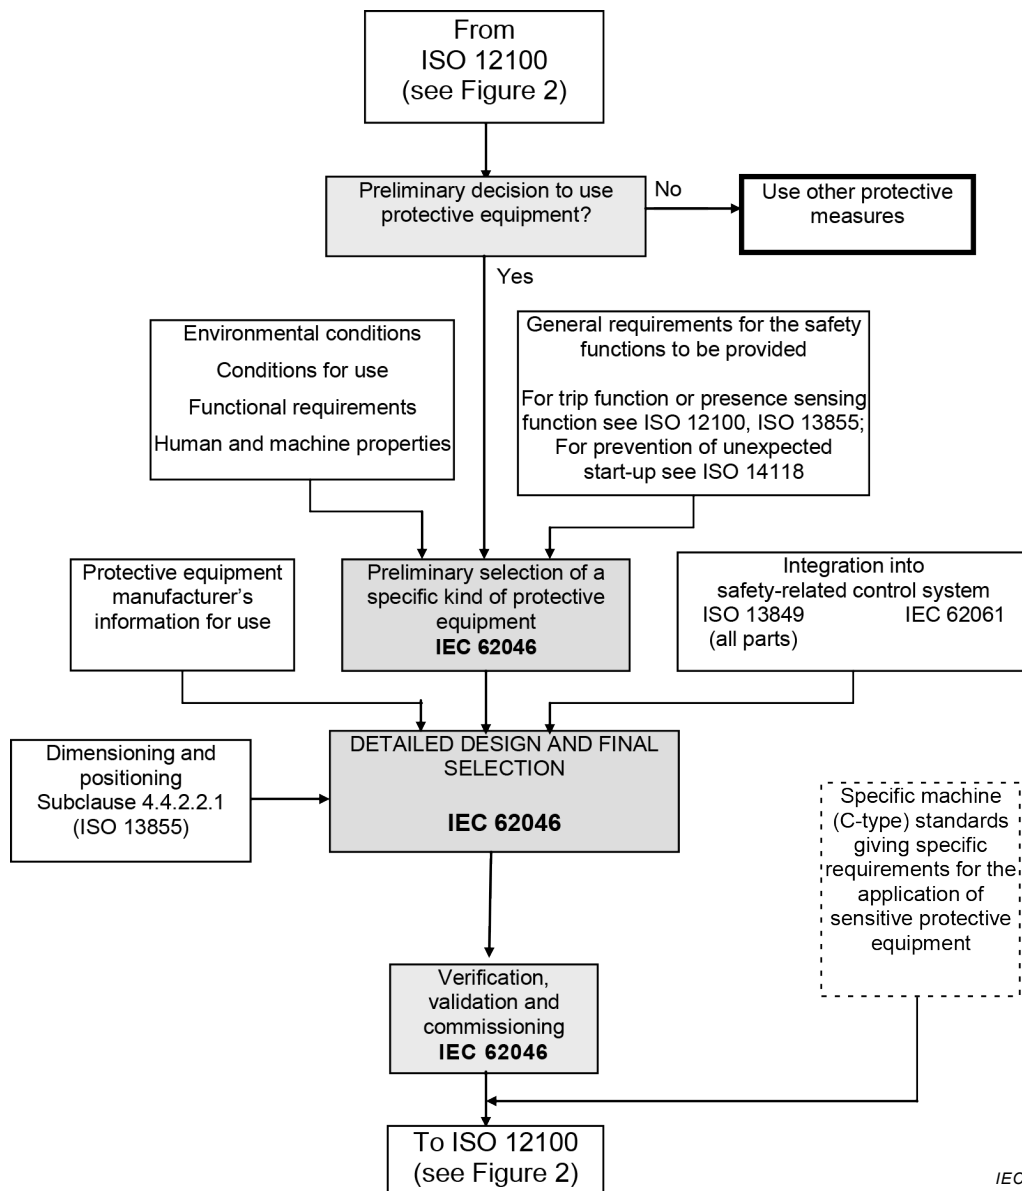 From
ISO 12100
(see Figure 2)
Preliminary decision to use
protective equipment?
No
Use other protective
measures
Yes
Environmental conditions
Conditions for use
Functional requirements
Human and machine properties
General requirements for the safety
functions to be provided
For trip function or presence sensing
function see ISO 12100, ISO 13855;
For prevention of unexpected
start-up see ISO 14118
Protective equipment
manufacturer’s
information for use
Preliminary selection of a
specific kind of protective
equipment
IEC 62046
Integration into
safety-related control system
ISO 13849 IEC 62061
(all parts)
Dimensioning and
positioning
Subclause 4.4.2.2.1
(ISO 13855)
DETAILED DESIGN AND FINAL
SELECTION
IEC 62046
Specific machine
(C-type) standards
giving specific
requirements for the
application of
sensitive protective
equipment
Verification,
validation and
commissioning
IEC 62046
To ISO 12100
(see Figure 2)
IEC